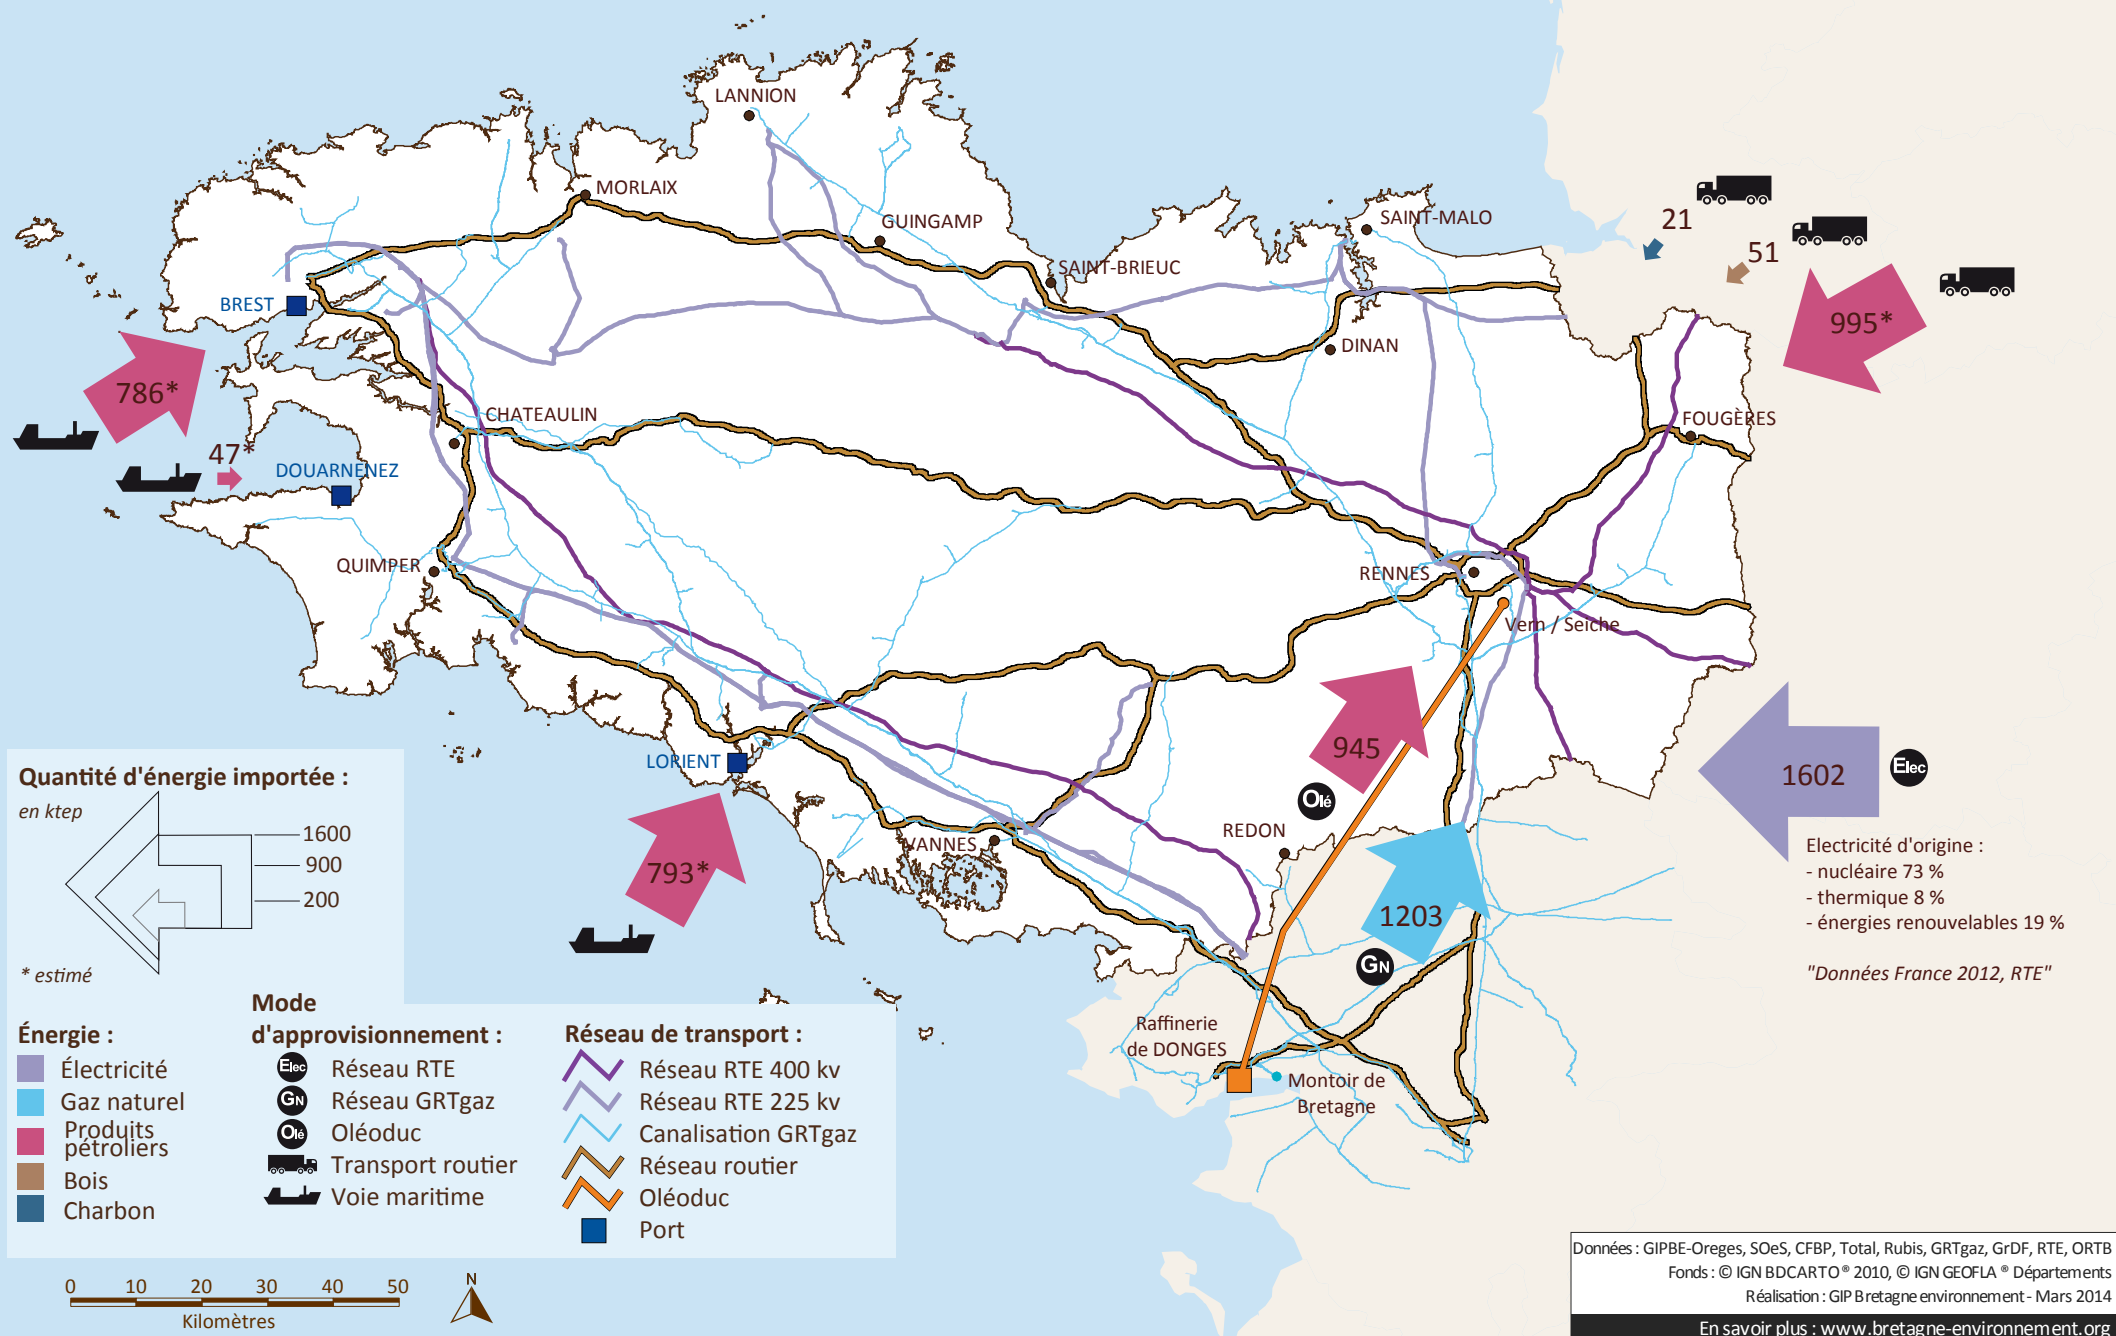 LANNION
MORLAIX
GUINGAMP
SAINT-MALO
SAINT-BRIEUC
BREST
DINAN
21
51
995*
786*
CHATEAULIN
FOUGÈRES
47*
DOUARNENEZ
QUIMPER
RENNES
Vern / Seiche
945
Olé
LORIENT
1602
Elec
793*
VANNES
REDON
1203
GN
Electricité d'origine :
- nucléaire 73 %
- thermique 8 %
- énergies renouvelables 19 %
"Données France 2012, RTE"
Raffinerie
de DONGES
Montoir de
Bretagne
Quantité d'énergie importée :
en ktep
1600
900
200
* estimé
Énergie :
Électricité
Gaz naturel
Produits
pétroliers
Bois
Charbon
Mode
d'approvisionnement :
Elec Réseau RTE
GN Réseau GRTgaz
Olé Oléoduc
Transport routier
Voie maritime
Réseau de transport :
Réseau RTE 400 kv
Réseau RTE 225 kv
Canalisation GRTgaz
Réseau routier
Oléoduc
Port
0 10 20 30 40 50
Kilomètres
N
Données : GIPBE-Oreges, SOeS, CFBP, Total, Rubis, GRTgaz, GrDF, RTE, ORTB
Fonds : © IGN BDCARTO ® 2010, © IGN GEOFLA ® Départements
Réalisation : GIP Bretagne environnement - Mars 2014
En savoir plus : www.bretagne-environnement.org